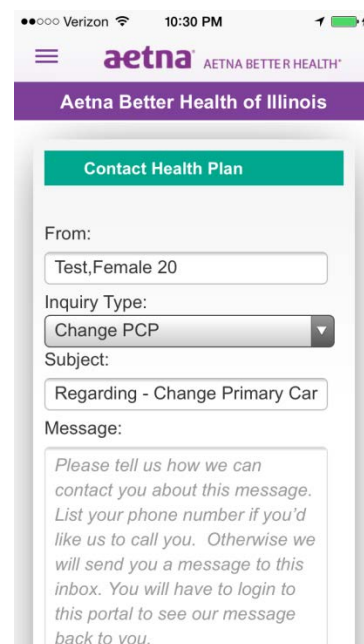 Verizon 10:30 PM
aetna AETNA BETTER HEALTH
Aetna Better Health of Illinois
Contact Health Plan
From:
Test,Female 20
Inquiry Type:
Change PCP
Subject:
Regarding - Change Primary Car
Message:
Please tell us how we can
contact you about this message.
List your phone number if you'd
like us to call you. Otherwise we
will send you a message to this
inbox. You will have to login to
this portal to see our message
back to you.